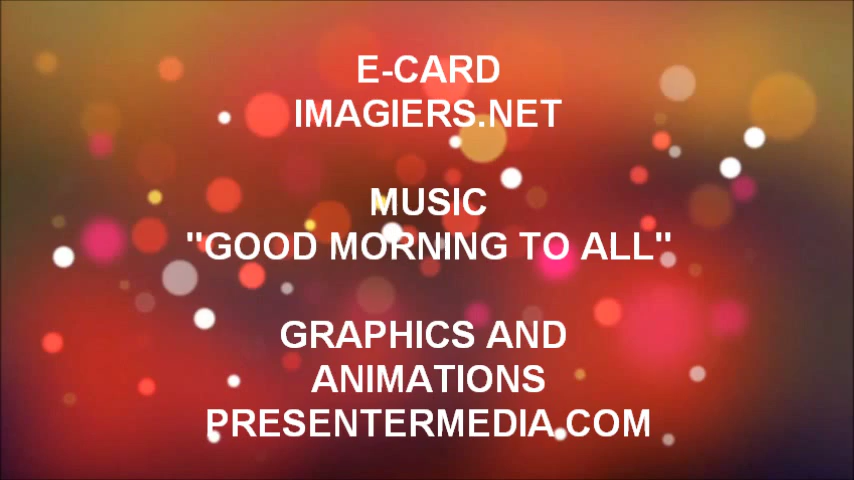 E-CARD
IMAGIERS.NET
MUSIC
"GOOD MORNING TO ALL"
GRAPHICS AND
ANIMATIONS
PRESENTERMEDIA.COM